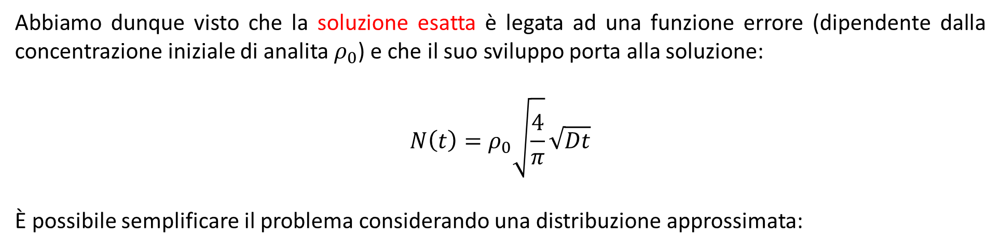 Abbiamo dunque visto che la soluzione esatta è legata ad una funzione errore (dipendente dalla
concentrazione iniziale di analita ρ₀) e che il suo sviluppo porta alla soluzione:
N(t) = ρ₀ √(4/π) √(Dt)
È possibile semplificare il problema considerando una distribuzione approssimata: